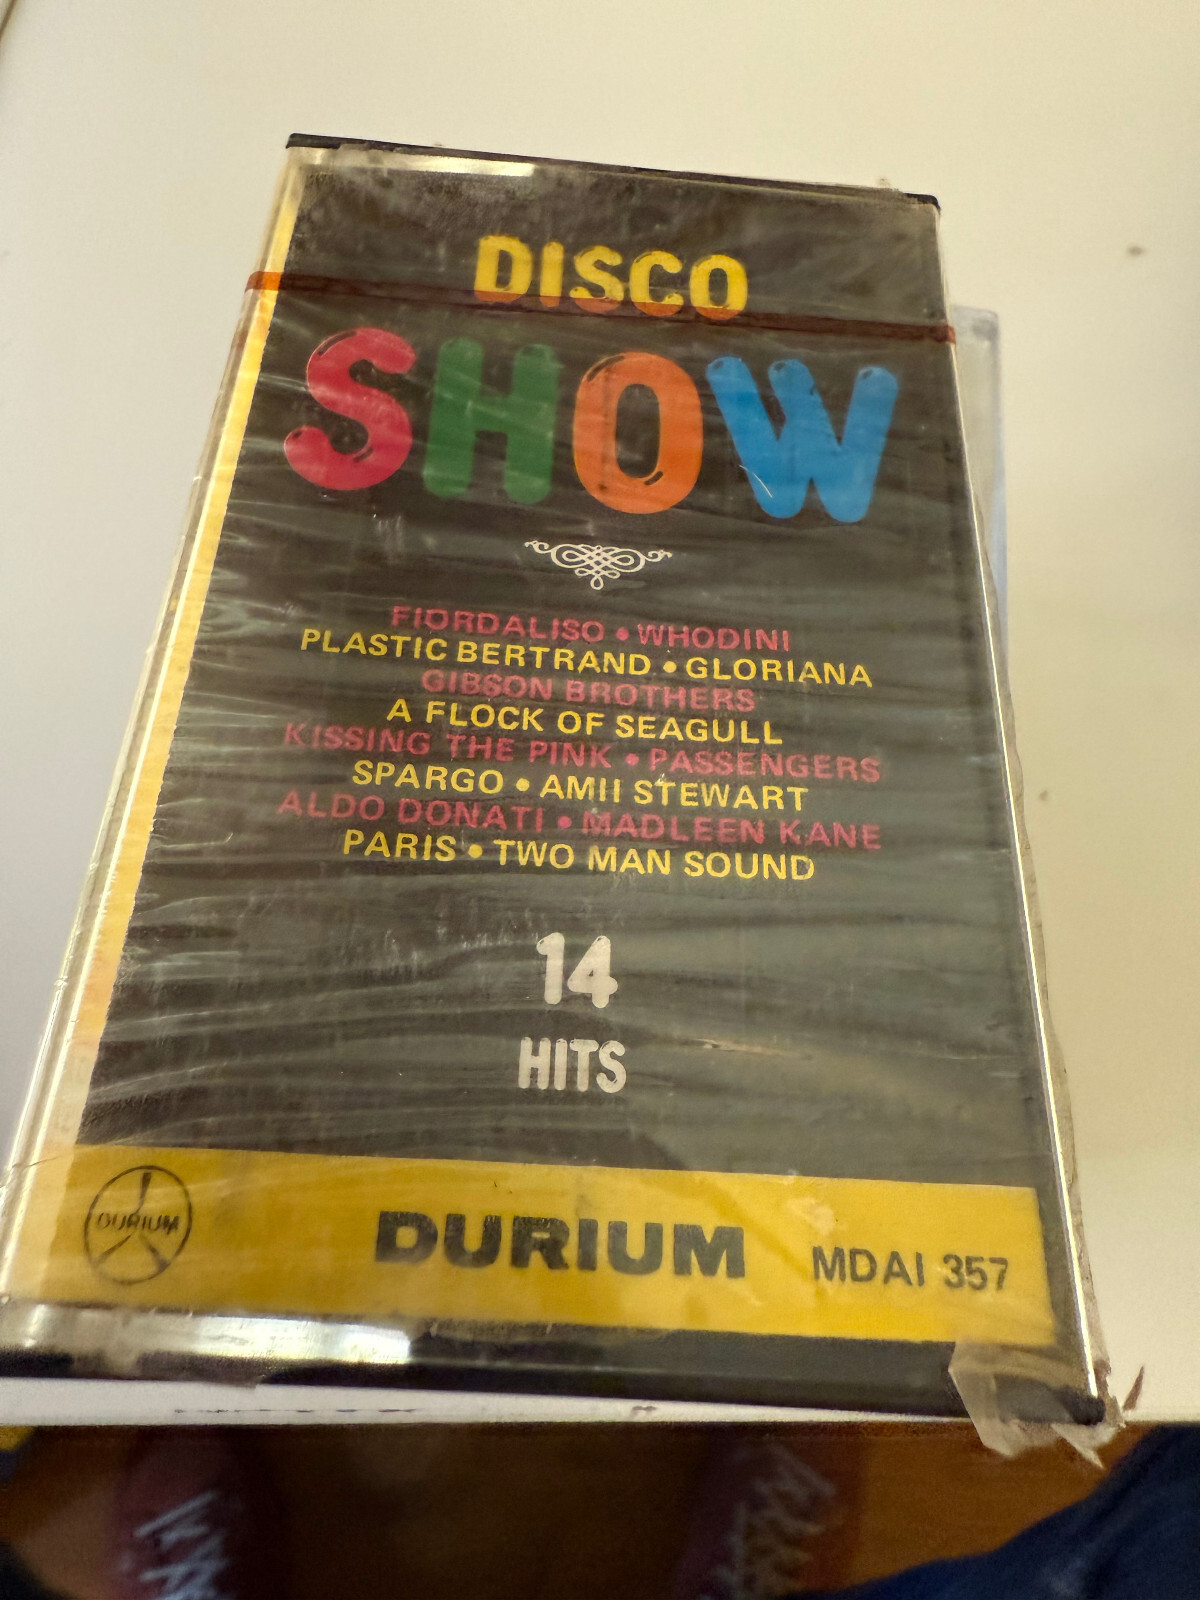 DISCO
SHOW
FIORDALISO • WHODINI
PLASTIC BERTRAND • GLORIANA
GIBSON BROTHERS
A FLOCK OF SEAGULL
KISSING THE PINK • PASSENGERS
SPARGO • AMII STEWART
ALDO DONATI • MADLEEN KANE
PARIS • TWO MAN SOUND
14
HITS
DURIUM
DURIUM
MDAI 357